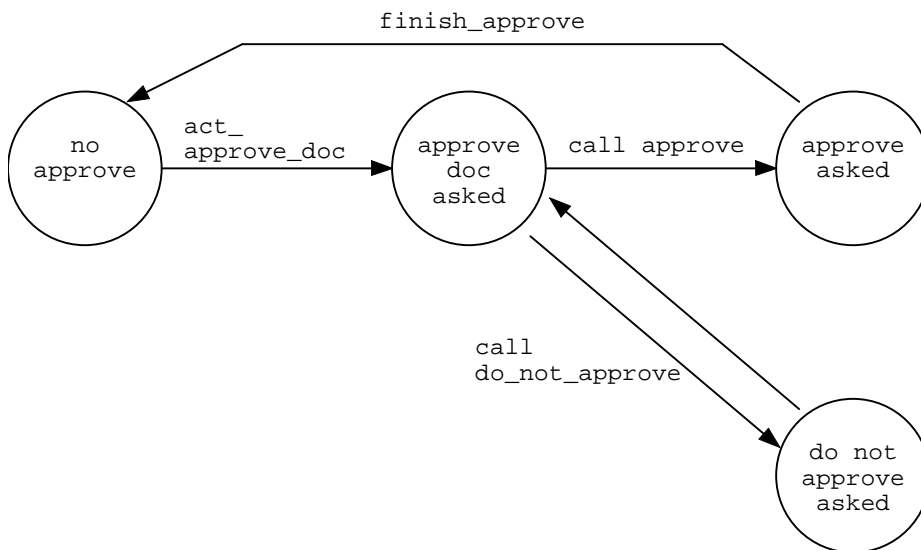 finish_approve
no
approve
act_
approve_doc
approve
doc
asked
call approve
approve
asked
call
do_not_approve
do not
approve
asked